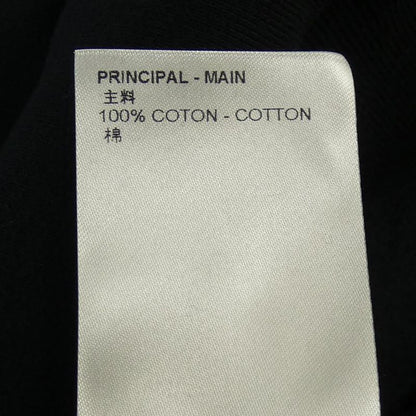 PRINCIPAL - MAIN
主料
100% COTON - COTTON
棉